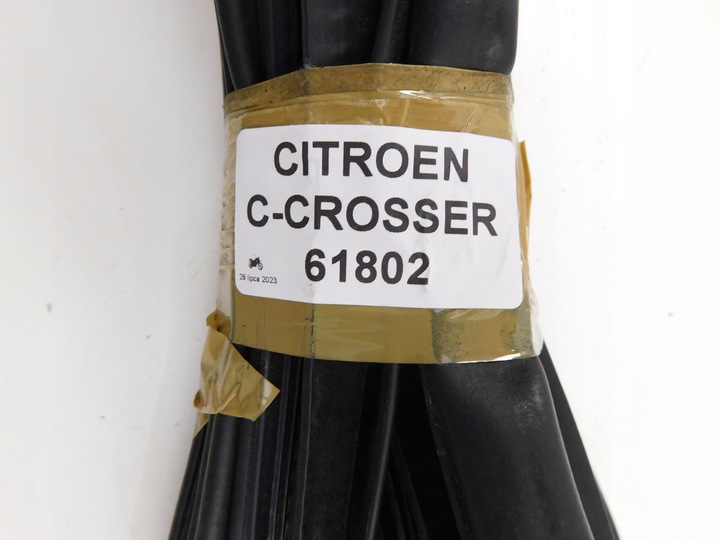 CITROEN
C-CROSSER
61802
28 lipca 2023